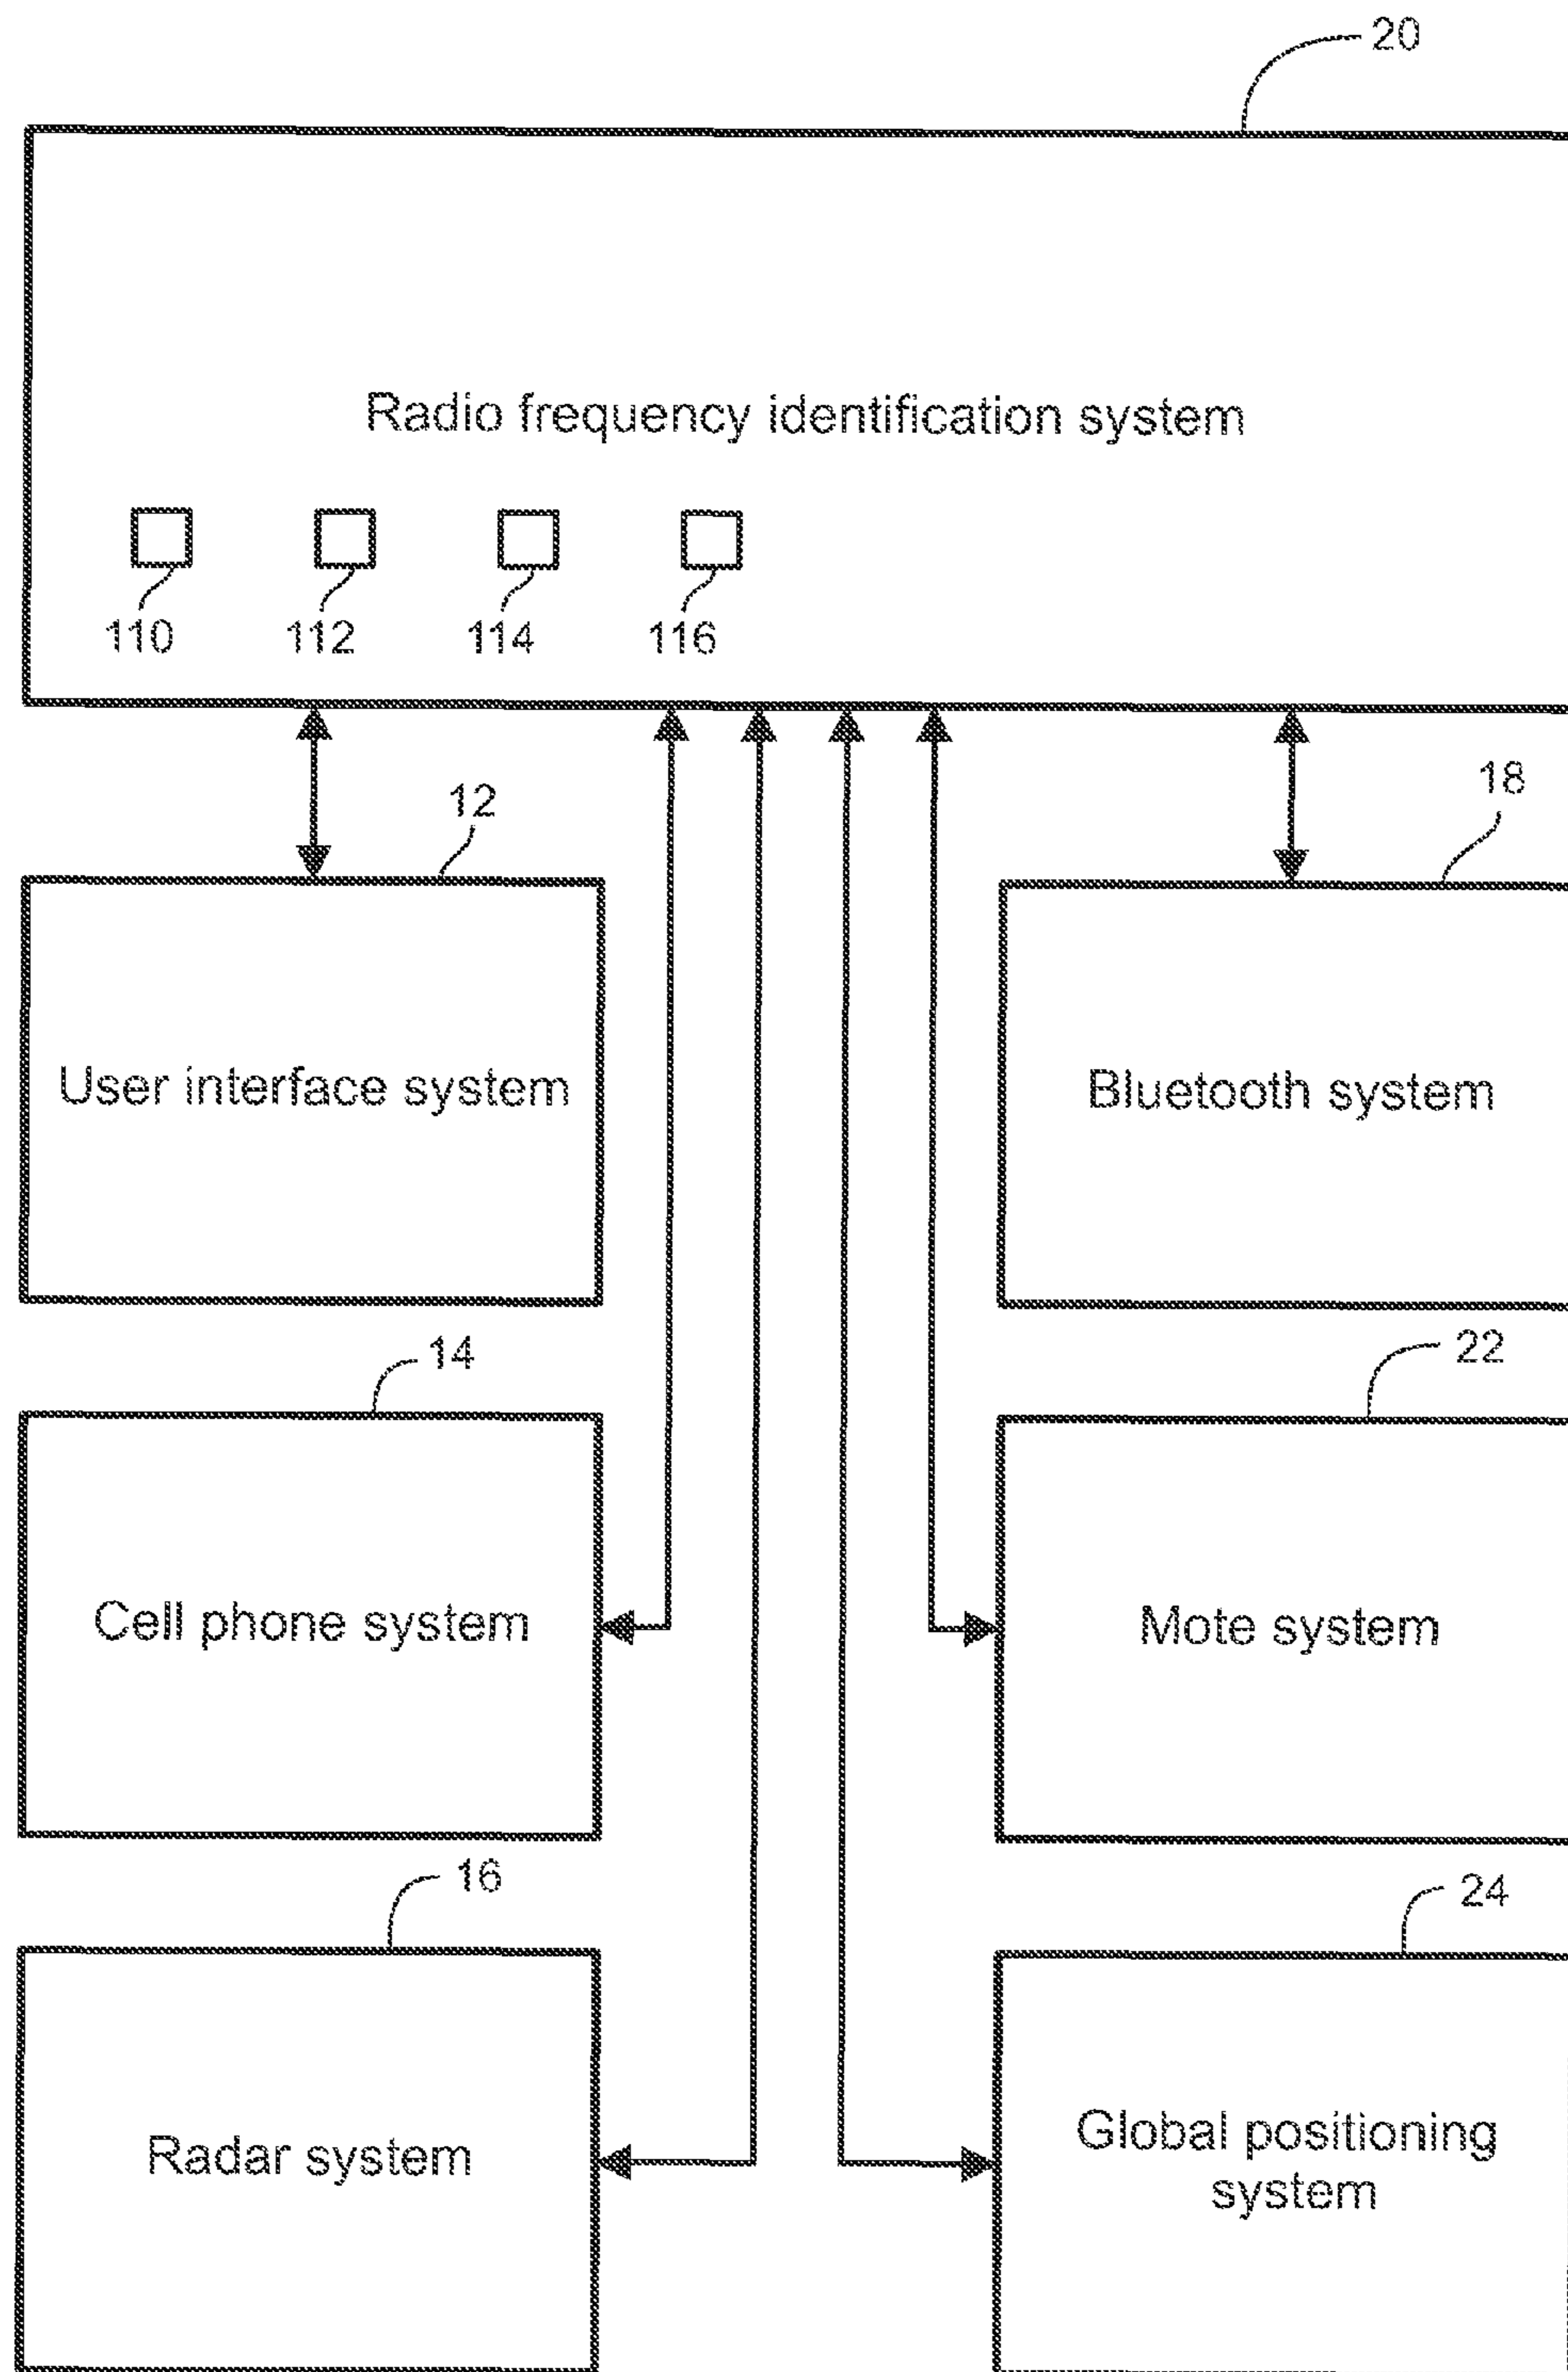 20
Radio frequency identification system
110 112 114 116
12
18
User interface system
Bluetooth system
14
22
Cell phone system
Mote system
16
24
Radar system
Global positioning
system